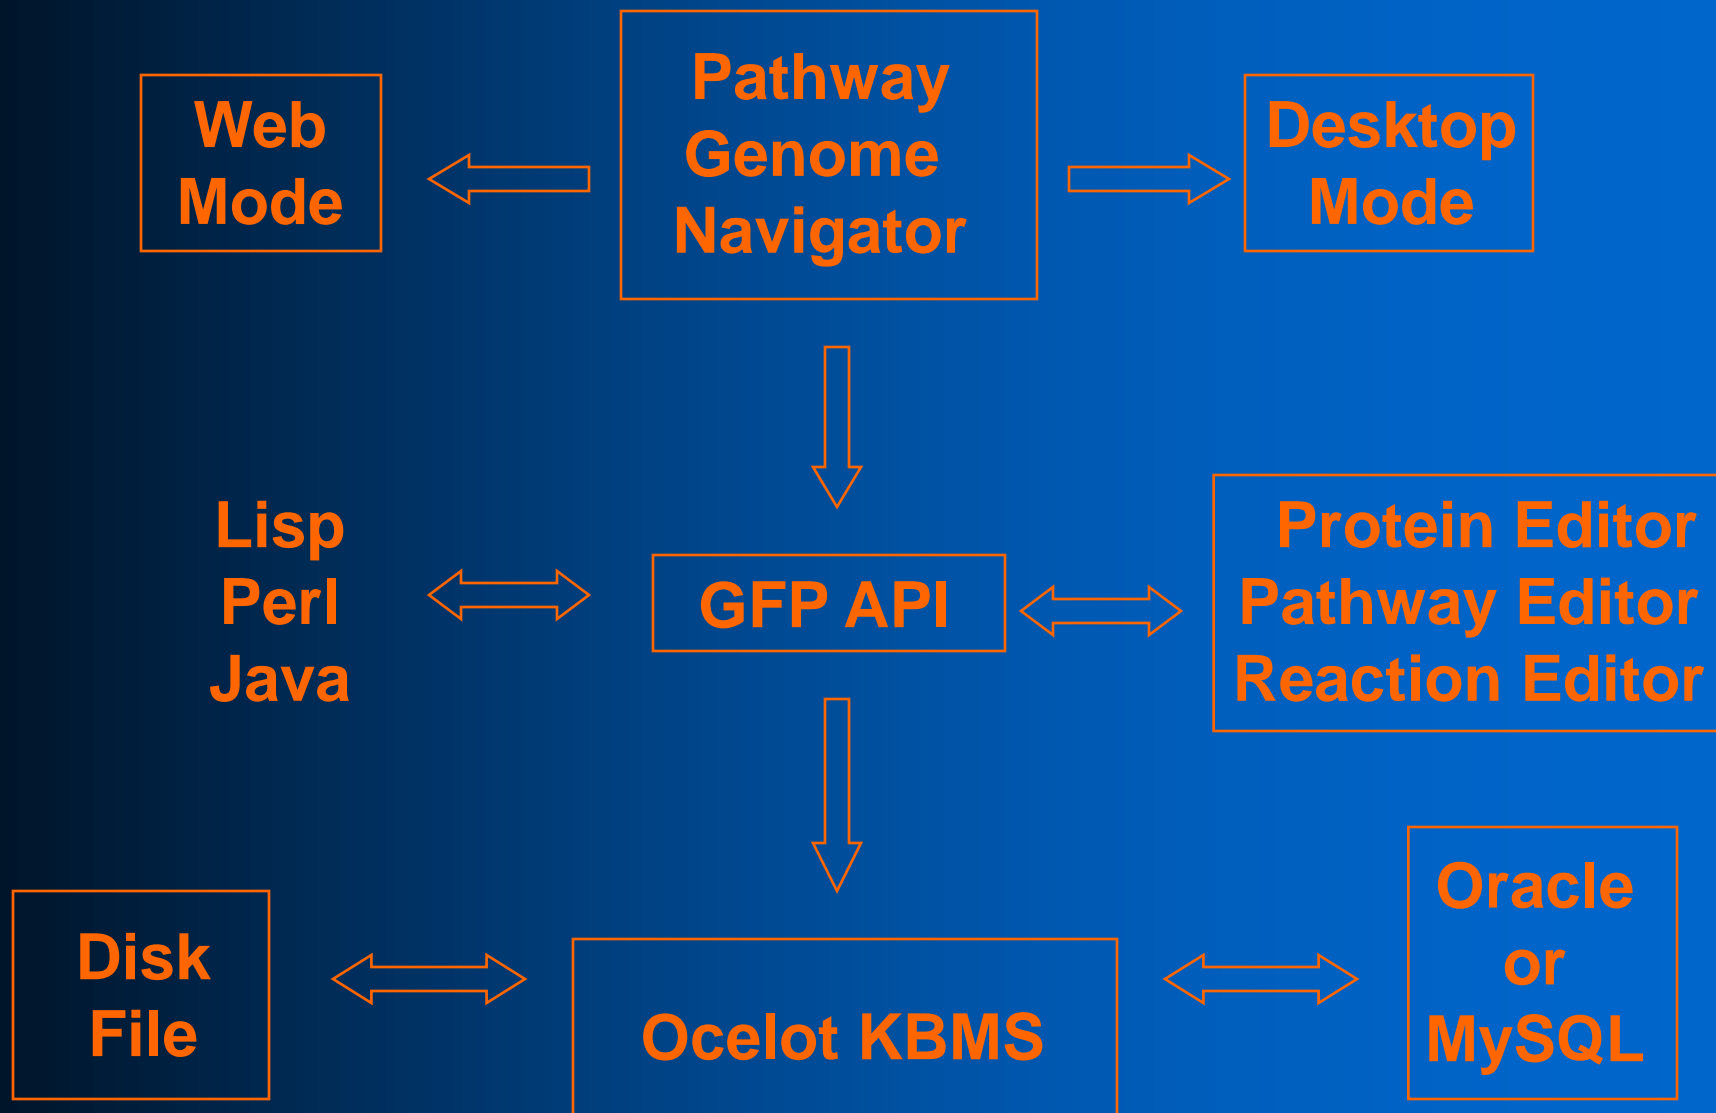 Web
Mode
Pathway
Genome
Navigator
Desktop
Mode
Lisp
Perl
Java
GFP API
Protein Editor
Pathway Editor
Reaction Editor
Disk
File
Ocelot KBMS
Oracle
or
MySQL